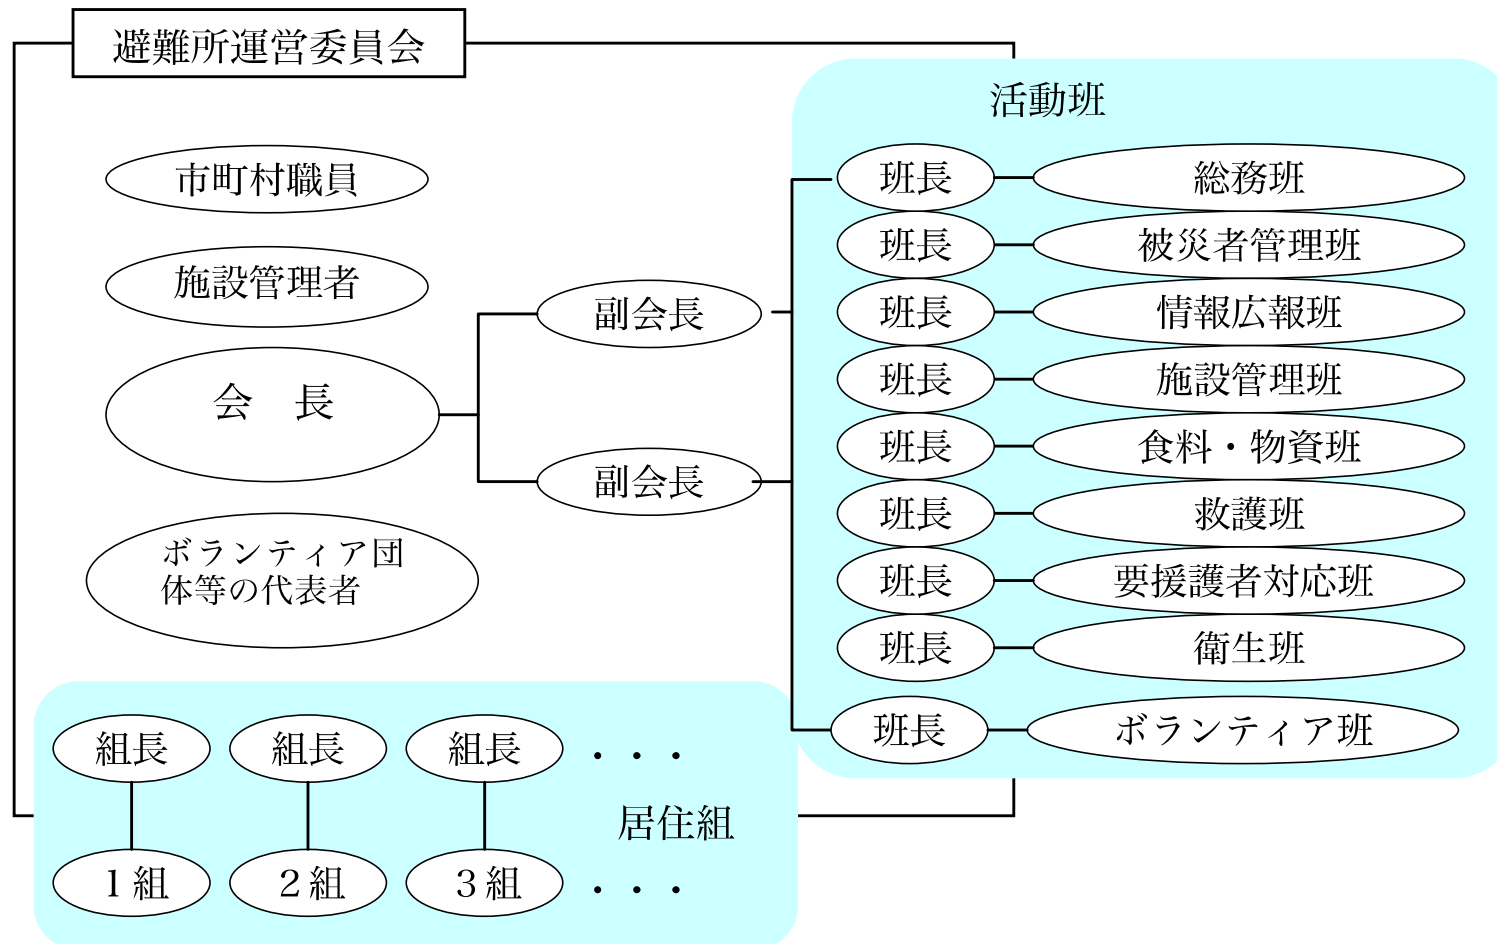 避難所運営委員会
市町村職員
施設管理者
会　長
ボランティア団
体等の代表者
副会長
副会長
活動班
班長 総務班
班長 被災者管理班
班長 情報広報班
班長 施設管理班
班長 食料・物資班
班長 救護班
班長 要援護者対応班
班長 衛生班
班長 ボランティア班
組長 組長 組長 ・・・
居住組
１組 ２組 ３組 ・・・